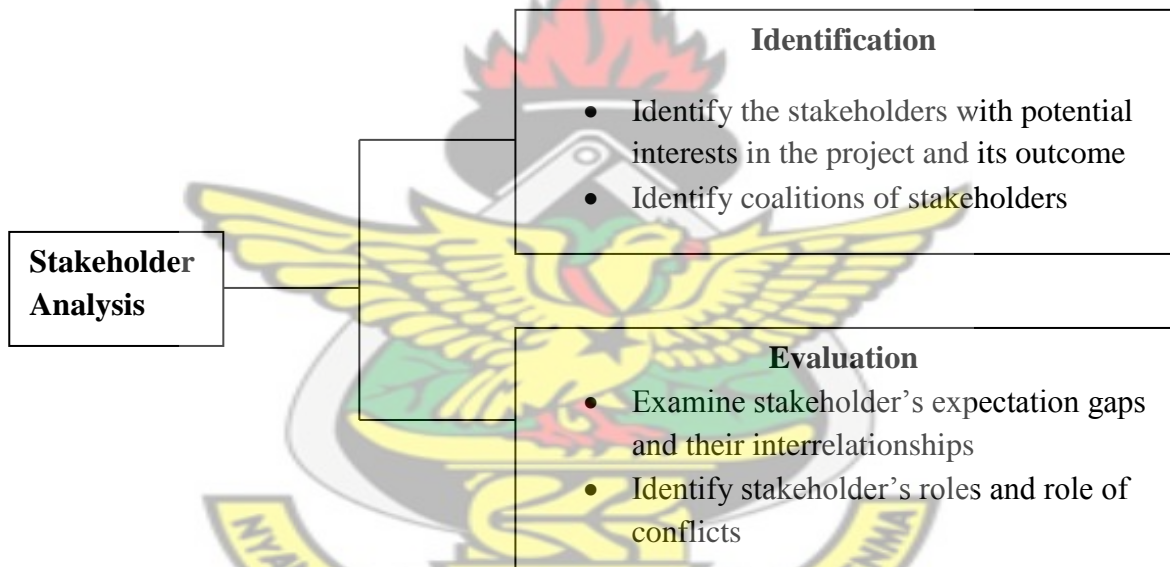 Identification
• Identify the stakeholders with potential
interests in the project and its outcome
• Identify coalitions of stakeholders
Stakeholder
Analysis
Evaluation
• Examine stakeholder’s expectation gaps
and their interrelationships
• Identify stakeholder’s roles and role of
conflicts